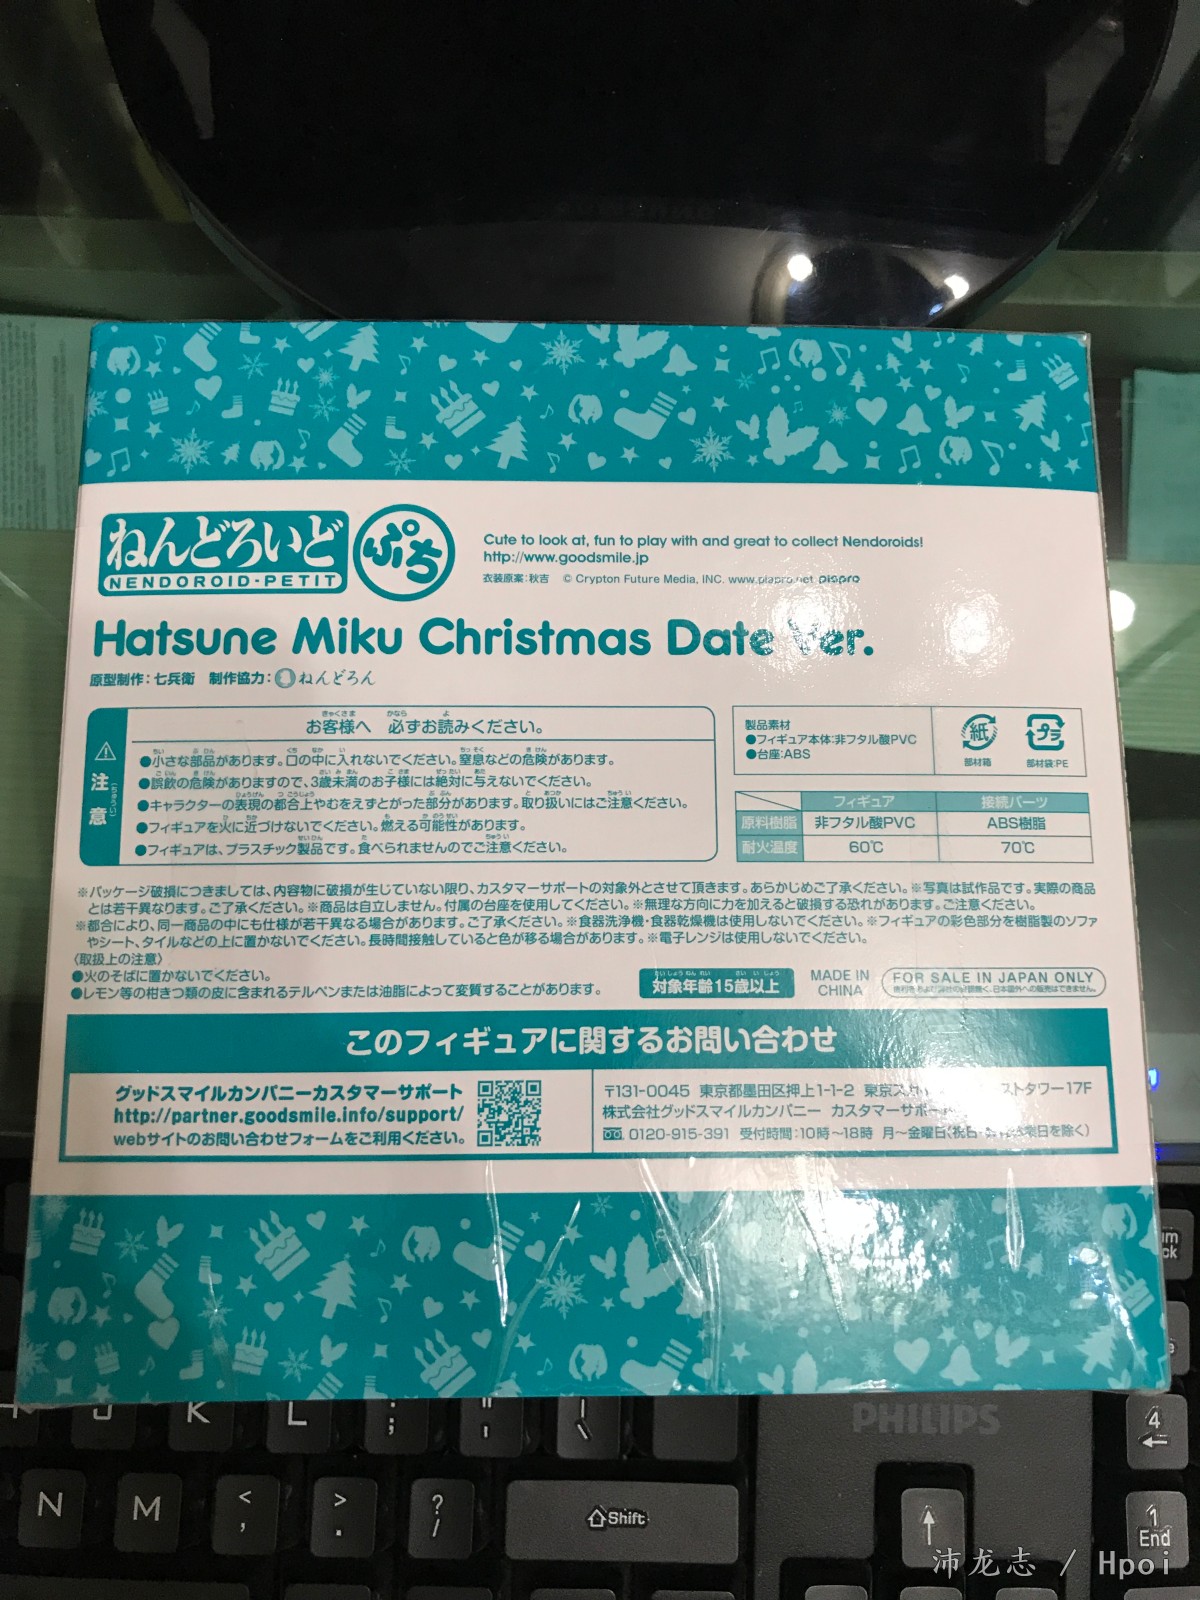 ねんどろいど
NENDOROID-PETIT
ぷち
Cute to look at, fun to play with and great to collect Nendoroids!
http://www.goodsmile.jp
衣装原案:秋吉 © Crypton Future Media, INC. www.piapro.net piapro
Hatsune Miku Christmas Date Ver.
原型制作:七兵衛 制作協力:ねんどろん
注意
お客様へ 必ずお読みください。
●小さな部品があります。口の中に入れないでください。窒息などの危険があります。
●誤飲の危険がありますので、3歳未満のお子様には絶対に与えないでください。
●キャラクターの表現の都合上やむをえずとがった部分があります。取り扱いにはご注意ください。
●フィギュアを火に近づけないでください。燃える可能性があります。
●フィギュアは、プラスチック製品です。食べられませんのでご注意ください。
製品素材
●フィギュア本体:非フタル酸PVC
●台座:ABS
紙 プラ
部材箱 部材袋:PE
フィギュア 接続パーツ
原料樹脂 非フタル酸PVC ABS樹脂
耐火温度 60℃ 70℃
※パッケージ破損につきましては、内容物に破損が生じていない限り、カスタマーサポートの対象外とさせて頂きます。あらかじめご了承ください。※写真は試作品です。実際の商品
とは若干異なります。ご了承ください。※商品は自立しません。付属の台座を使用してください。※無理な方向に力を加えると破損する恐れがあります。ご注意ください。
※都合により、同一商品の中にも仕様が若干異なる場合があります。ご了承ください。※食器洗浄機・食器乾燥機は使用しないでください。※フィギュアの彩色部分を樹脂製のソファ
やシート、タイルなどの上に置かないでください。長時間接触していると色が移る場合があります。※電子レンジは使用しないでください。
〈取扱上の注意〉
●火のそばに置かないでください。
●レモン等の柑きつ類の皮に含まれるテルペンまたは油脂によって変質することがあります。
対象年齢15歳以上
MADE IN
CHINA
FOR SALE IN JAPAN ONLY
このフィギュアに関するお問い合わせ
グッドスマイルカンパニーカスタマーサポート
http://partner.goodsmile.info/support/
webサイトのお問い合わせフォームをご利用ください。
〒131-0045 東京都墨田区押上1-1-2 東京ス ストタワー17F
株式会社グッドスマイルカンパニー カスタマーサポー
0120-915-391 受付時間:10時~18時 月~金曜日(祝日・ 業日を除く)
PHILIPS
J K L ; : " ' | \
4
N M < , > . ? / Shift
1
End
沛龙志 / Hpoi